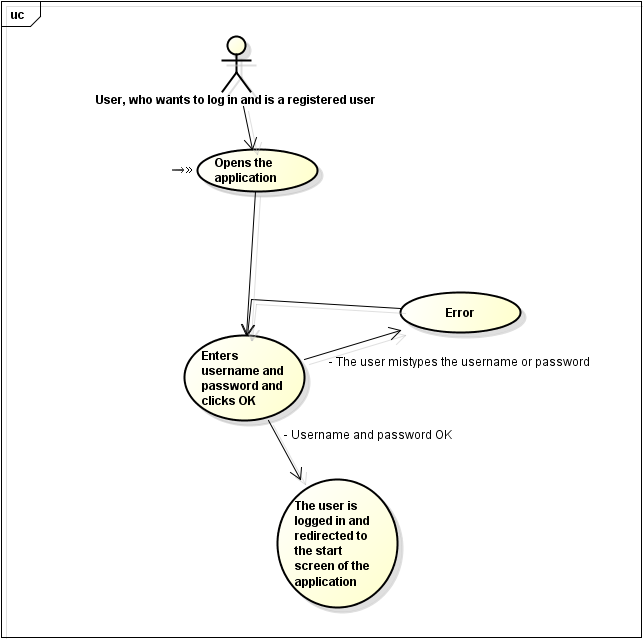 uc
User, who wants to log in and is a registered user
Opens the
application
Error
Enters
username and
password and
clicks OK
- The user mistypes the username or password
- Username and password OK
The user is
logged in and
redirected to
the start
screen of the
application